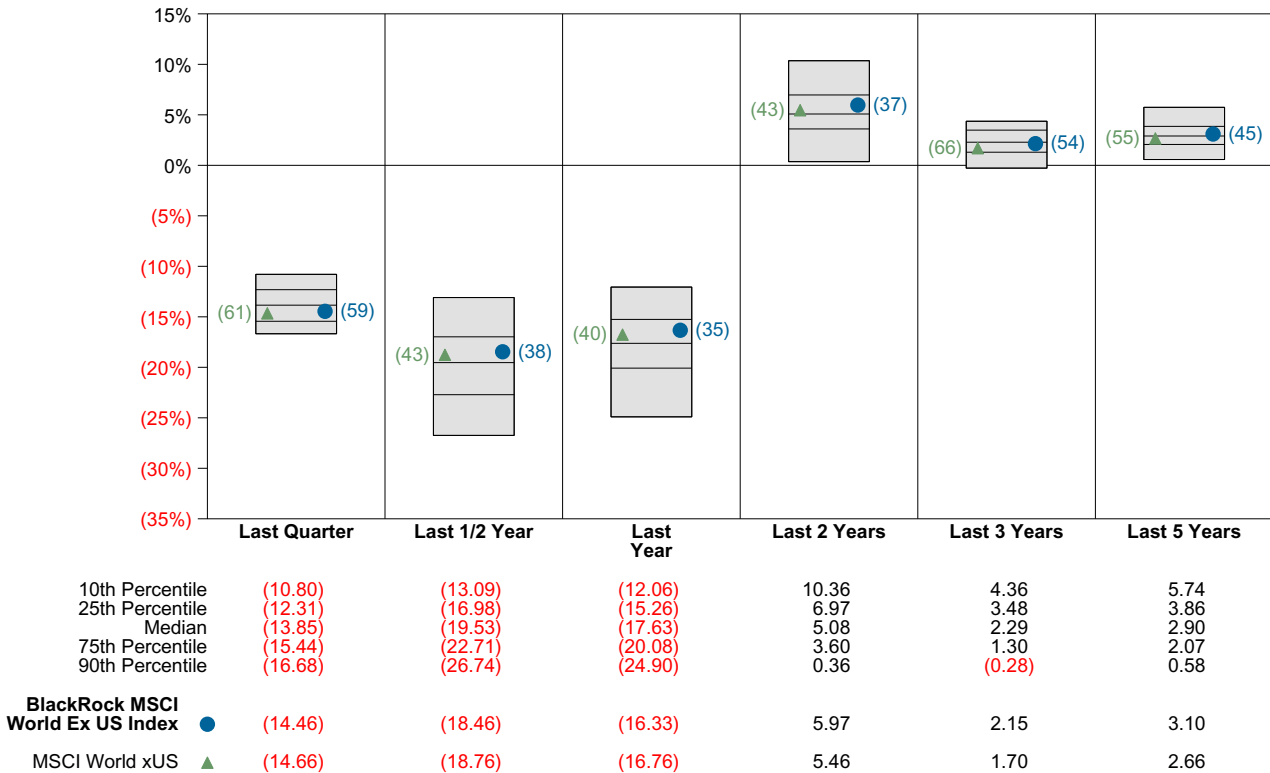 15%
10%
5%
0%
(5%)
(10%)
(15%)
(20%)
(25%)
(30%)
(35%)
(61) (59)
(43) (38)
(40) (35)
(43) (37)
(66) (54)
(55) (45)
Last Quarter Last 1/2 Year Last Year Last 2 Years Last 3 Years Last 5 Years
10th Percentile (10.80) (13.09) (12.06) 10.36 4.36 5.74
25th Percentile (12.31) (16.98) (15.26) 6.97 3.48 3.86
Median (13.85) (19.53) (17.63) 5.08 2.29 2.90
75th Percentile (15.44) (22.71) (20.08) 3.60 1.30 2.07
90th Percentile (16.68) (26.74) (24.90) 0.36 (0.28) 0.58
BlackRock MSCI
World Ex US Index (14.46) (18.46) (16.33) 5.97 2.15 3.10
MSCI World xUS (14.66) (18.76) (16.76) 5.46 1.70 2.66